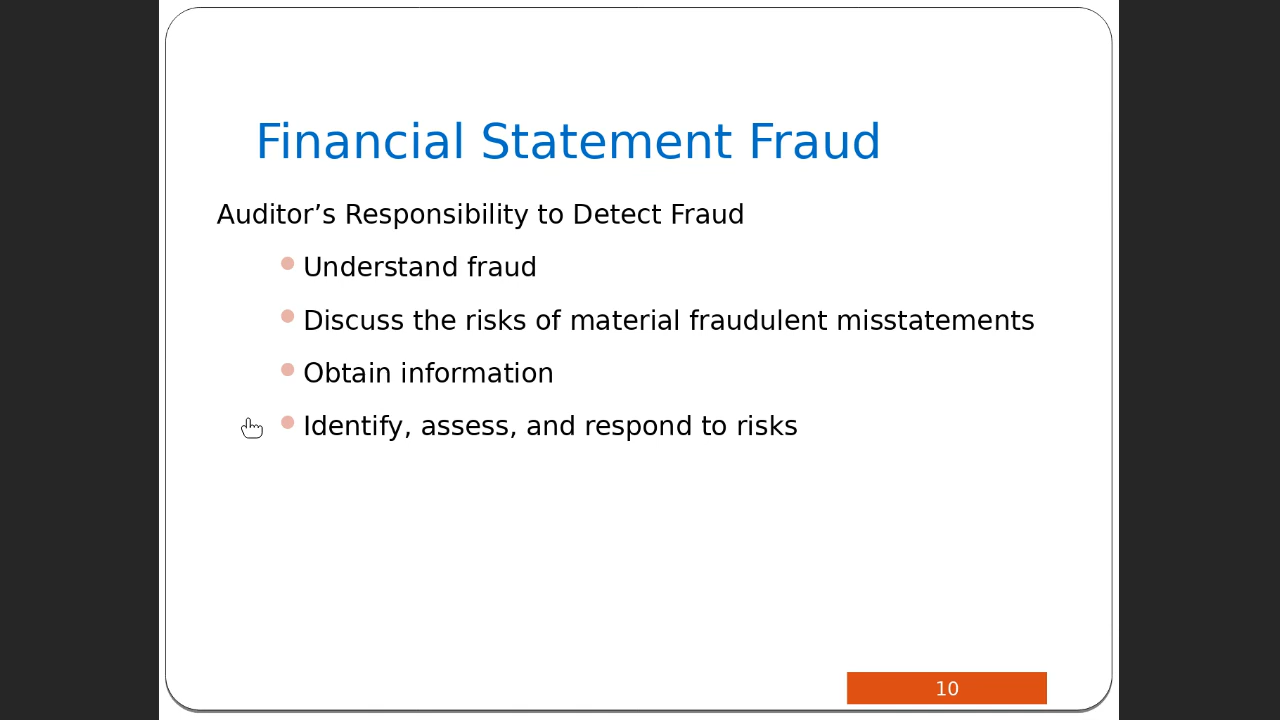 Financial Statement Fraud
Auditor’s Responsibility to Detect Fraud
Understand fraud
Discuss the risks of material fraudulent misstatements
Obtain information
Identify, assess, and respond to risks
10